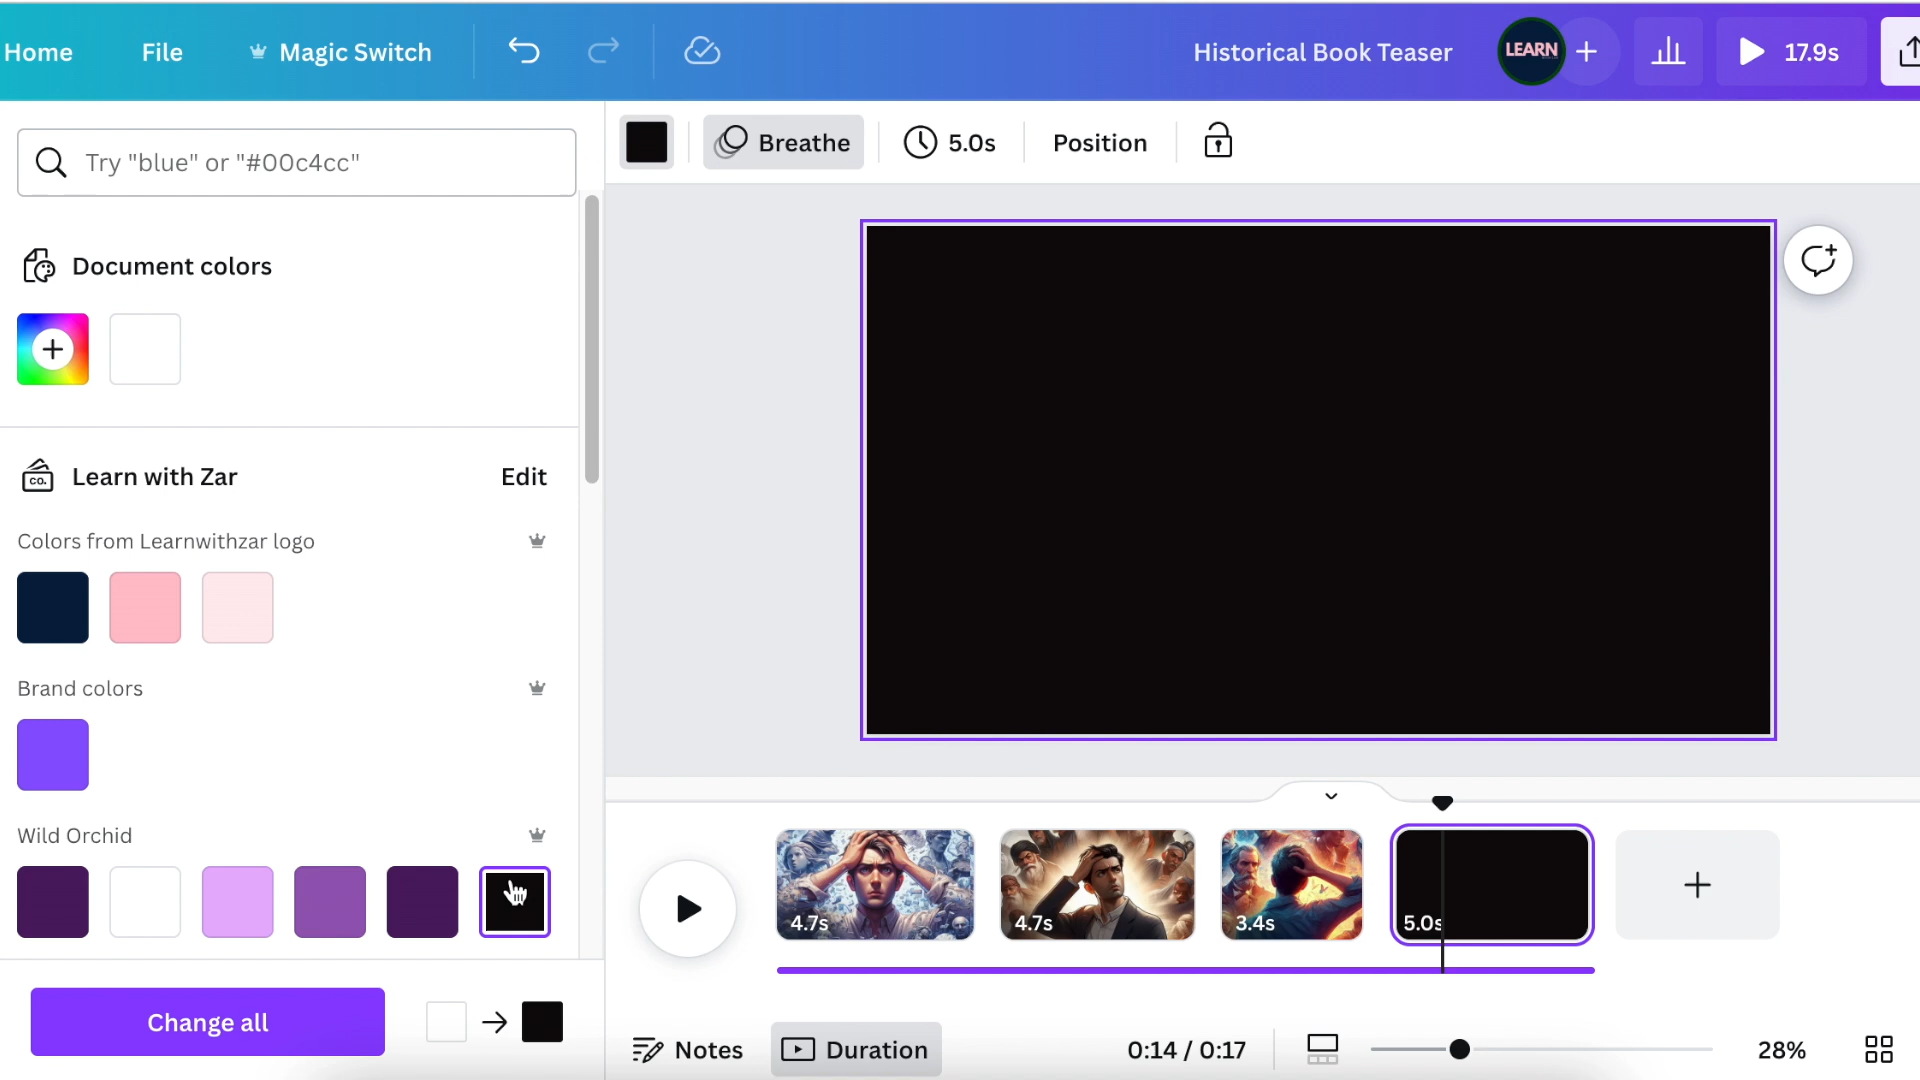 Home File Magic Switch Historical Book Teaser LEARN 17.9s
Try "blue" or "#00c4cc"
Breathe 5.0s Position
Document colors
CO. Learn with Zar Edit
Colors from Learnwithzar logo
Brand colors
Wild Orchid
4.7s 4.7s 3.4s 5.0s
Change all
Notes Duration 0:14 / 0:17 28%